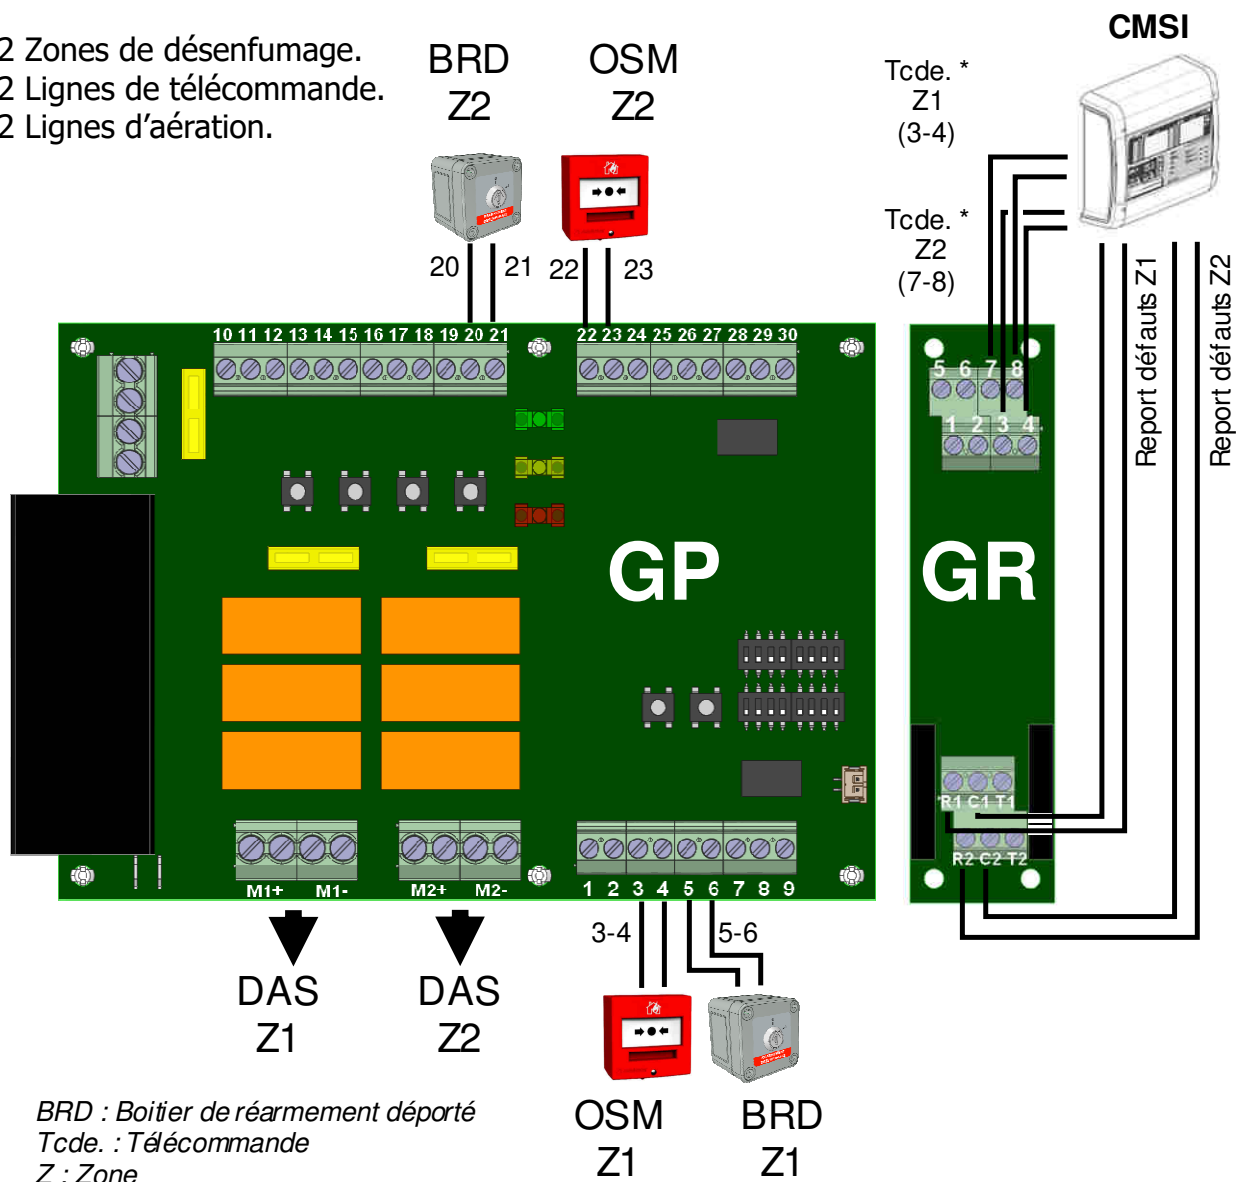 CMSI
2 Zones de désenfumage.
2 Lignes de télécommande.
2 Lignes d’aération.
BRD
Z2
OSM
Z2
Tcde. *
Z1
(3-4)
Tcde. *
Z2
(7-8)
20
21
22
23
Report défauts Z1
Report défauts Z2
10 11 12 13 14 15 16 17 18 19 20 21
22 23 24 25 26 27 28 29 30
5 6 7 8
1 2 3 4
GP
GR
R1 C1 T1
R2 C2 T2
M1+ M1-
M2+ M2-
1 2 3 4 5 6 7 8 9
3-4
5-6
DAS
Z1
DAS
Z2
OSM
Z1
BRD
Z1
BRD : Boitier de réarmement déporté
Tcde. : Télécommande
Z : Zone